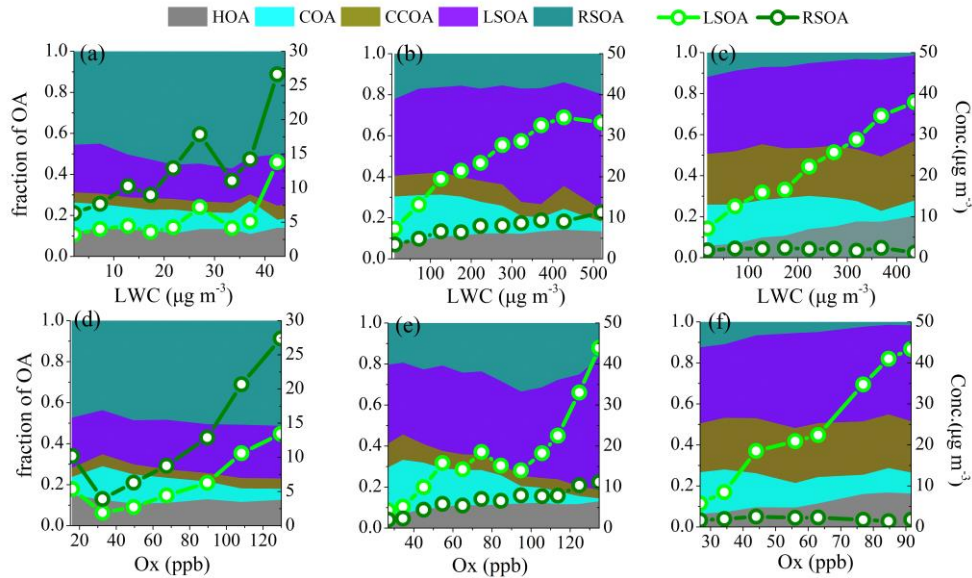 HOA COA CCOA LSOA RSOA LSOA RSOA
(a) (b) (c)
fraction of OA
1.0 0.8 0.6 0.4 0.2 0.0
30 25 20 15 10 5 0
10 20 30 40
LWC (µg m⁻³)
1.0 0.8 0.6 0.4 0.2 0.0
50 40 30 20 10 0
100 200 300 400 500
LWC (µg m⁻³)
1.0 0.8 0.6 0.4 0.2 0.0
50 40 30 20 10 0
100 200 300 400
LWC (µg m⁻³)
Conc.(µg m⁻³)
(d) (e) (f)
fraction of OA
1.0 0.8 0.6 0.4 0.2 0.0
30 25 20 15 10 5 0
20 40 60 80 100 120
Ox (ppb)
1.0 0.8 0.6 0.4 0.2 0.0
50 40 30 20 10 0
40 60 80 100 120
Ox (ppb)
1.0 0.8 0.6 0.4 0.2 0.0
50 40 30 20 10 0
30 40 50 60 70 80 90
Ox (ppb)
Conc.(µg m⁻³)